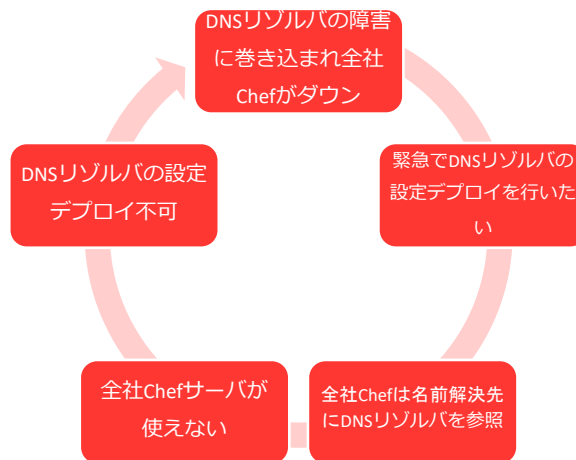 DNSリゾルバの障害
に巻き込まれ全社
Chefがダウン
緊急でDNSリゾルバの
設定デプロイを行いた
い
全社Chefは名前解決先
にDNSリゾルバを参照
全社Chefサーバが
使えない
DNSリゾルバの設定
デプロイ不可